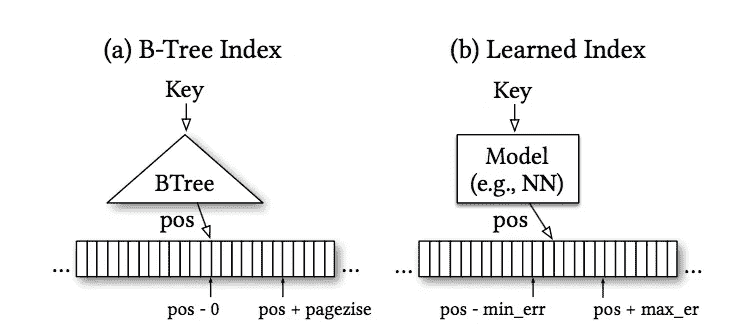 (a) B-Tree Index
Key
BTree
pos
...
...
pos - 0
pos + pagezise
(b) Learned Index
Key
Model
(e.g., NN)
pos
...
...
pos - min_err
pos + max_er